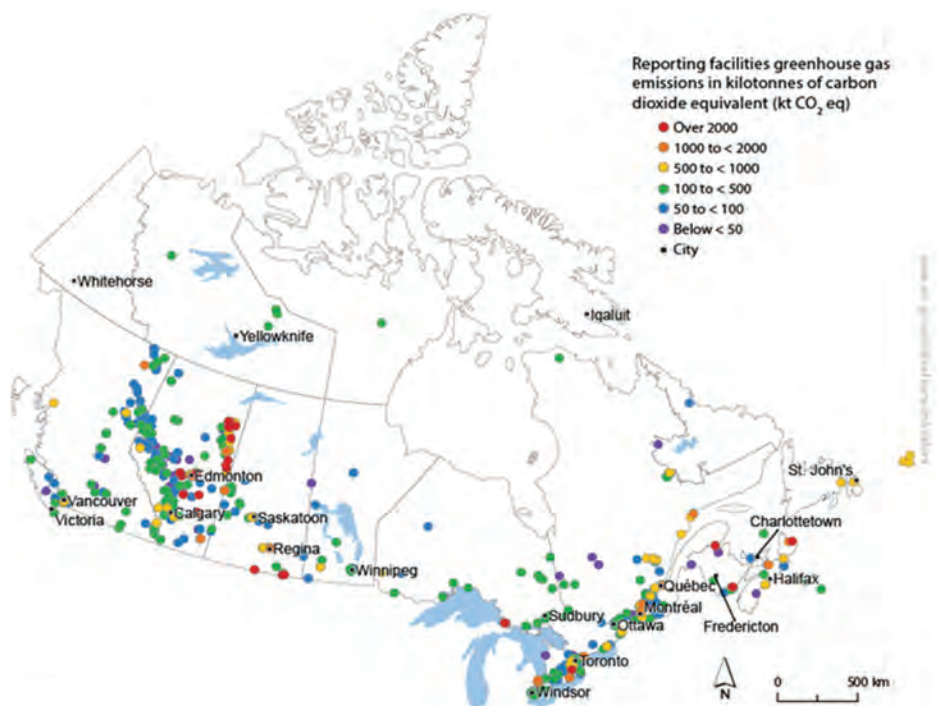 Reporting facilities greenhouse gas
emissions in kilotonnes of carbon
dioxide equivalent (kt CO₂ eq)
Over 2000
1000 to < 2000
500 to < 1000
100 to < 500
50 to < 100
Below < 50
City
Whitehorse
Iqaluit
Yellowknife
St. John's
Edmonton
Vancouver
Victoria
Calgary
Saskatoon
Charlottetown
Regina
Winnipeg
Québec
Halifax
Sudbury
Montréal
Ottawa
Fredericton
Toronto
Windsor
N
0 500 km